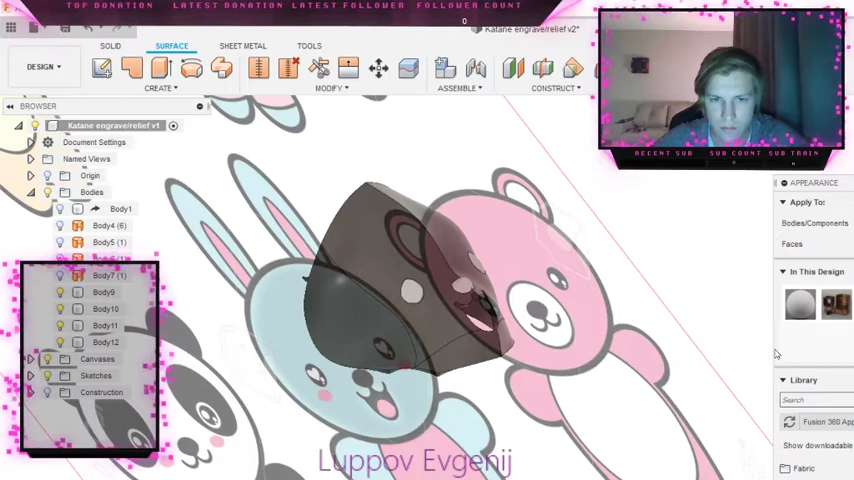 TOP DONATION LATEST DONATION LATEST FOLLOWER FOLLOWER COUNT
0
Katane engrave/relief v2*
SOLID SURFACE SHEET METAL TOOLS
DESIGN
CREATE MODIFY ASSEMBLE CONSTRUCT
BROWSER
Katane engrave/relief v1
Document Settings
Named Views
Origin
Bodies
Body1
Body4 (6)
Body5 (1)
Body7 (1)
Body9
Body10
Body11
Body12
Canvases
Sketches
Construction
RECENT SUB SUB COUNT SUB TRAIN
APPEARANCE
Apply To:
Bodies/Components
Faces
In This Design
Library
Search
Fusion 360 App
Show downloadable
Fabric
Luppov Evgenij